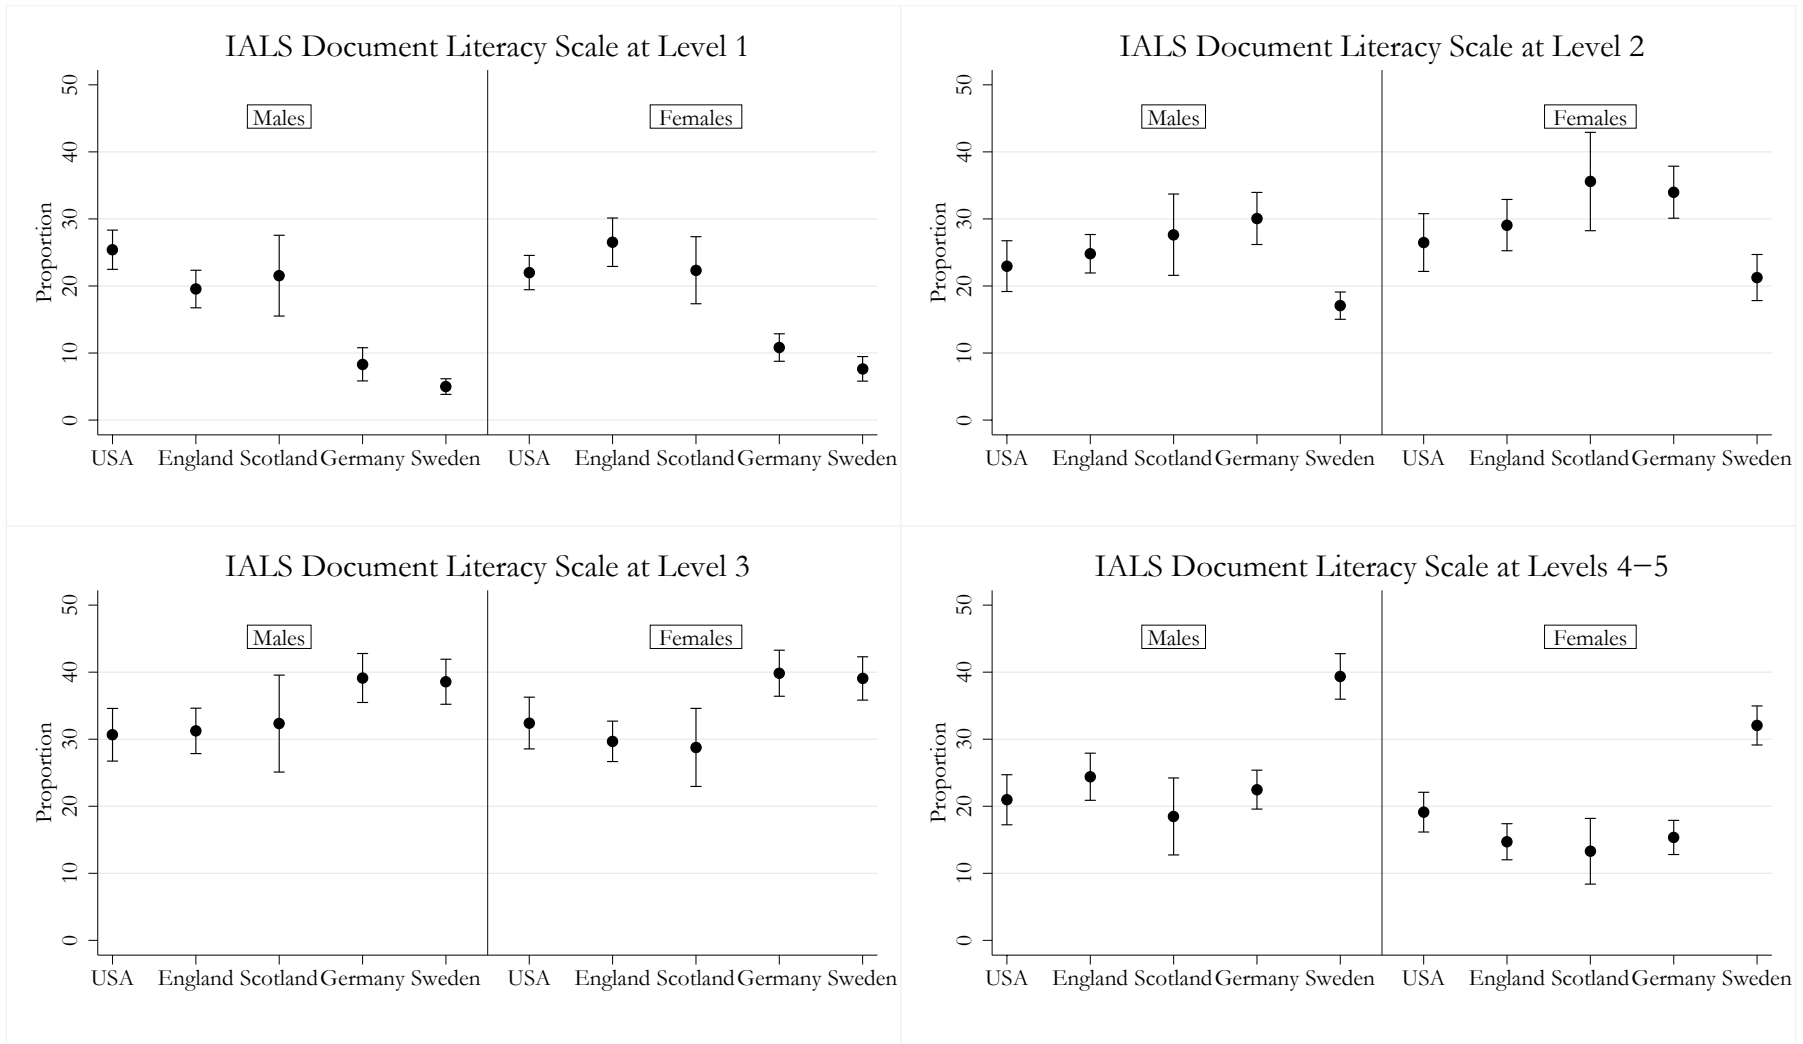 IALS Document Literacy Scale at Level 1
Proportion
50
40
30
20
10
0
Males
Females
USA England Scotland Germany Sweden USA England Scotland Germany Sweden
IALS Document Literacy Scale at Level 2
Proportion
50
40
30
20
10
0
Males
Females
USA England Scotland Germany Sweden USA England Scotland Germany Sweden
IALS Document Literacy Scale at Level 3
Proportion
50
40
30
20
10
0
Males
Females
USA England Scotland Germany Sweden USA England Scotland Germany Sweden
IALS Document Literacy Scale at Levels 4−5
Proportion
50
40
30
20
10
0
Males
Females
USA England Scotland Germany Sweden USA England Scotland Germany Sweden